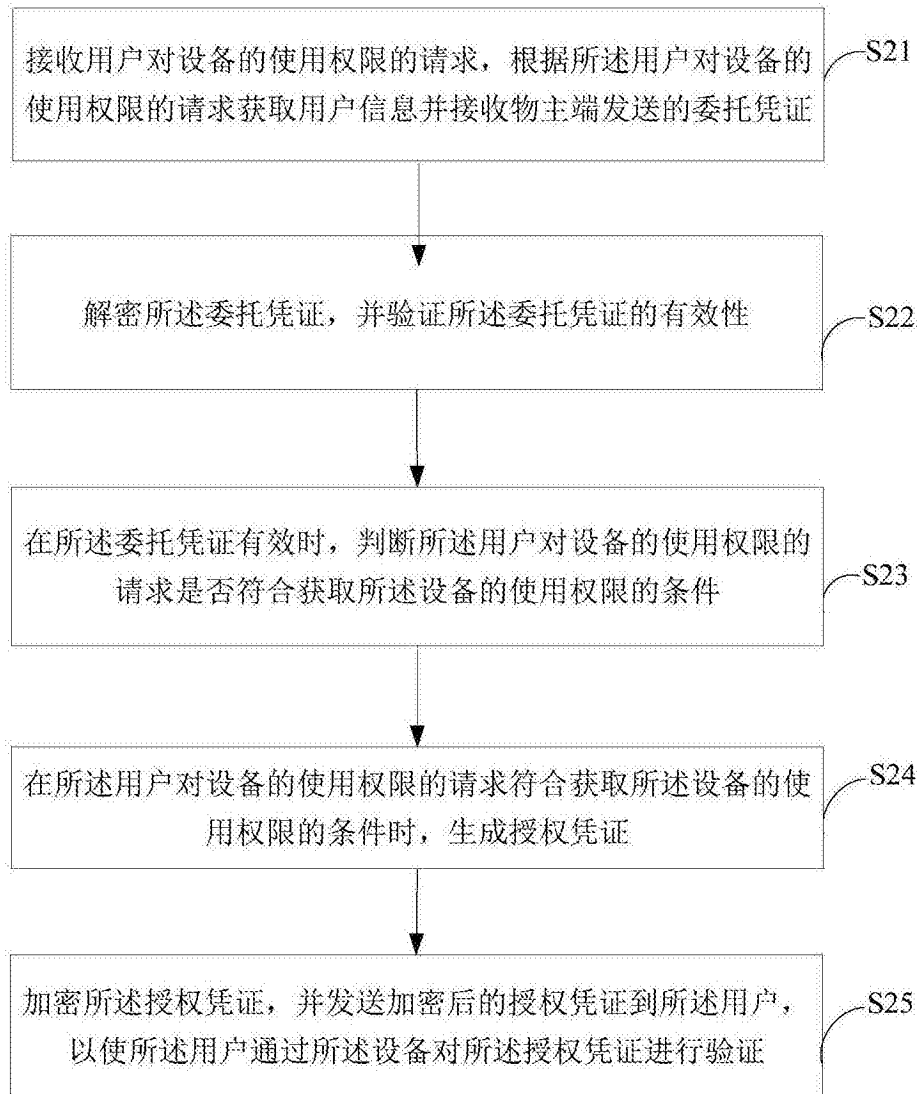 接收用户对设备的使用权限的请求，根据所述用户对设备的
使用权限的请求获取用户信息并接收物主端发送的委托凭证
S21
解密所述委托凭证，并验证所述委托凭证的有效性
S22
在所述委托凭证有效时，判断所述用户对设备的使用权限的
请求是否符合获取所述设备的使用权限的条件
S23
在所述用户对设备的使用权限的请求符合获取所述设备的使
用权限的条件时，生成授权凭证
S24
加密所述授权凭证，并发送加密后的授权凭证到所述用户，
以使所述用户通过所述设备对所述授权凭证进行验证
S25